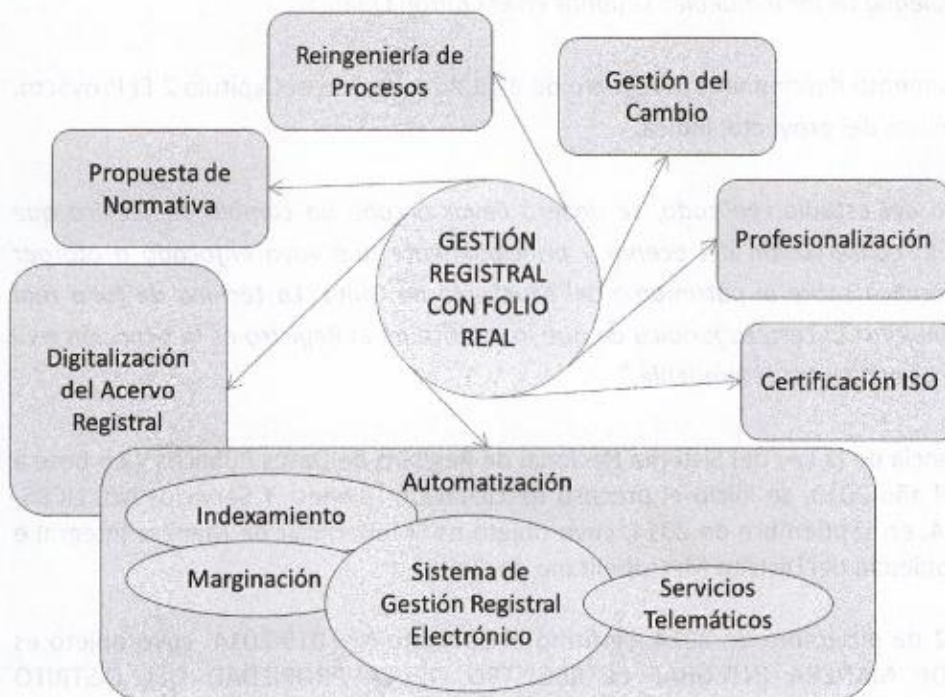 Reingeniería de
Procesos
Gestión del
Cambio
Propuesta de
Normativa
GESTIÓN
REGISTRAL
CON FOLIO
REAL
Profesionalización
Digitalización
del Acervo
Registral
Certificación ISO
Automatización
Indexamiento
Marginación
Sistema de
Gestión Registral
Electrónico
Servicios
Telemáticos